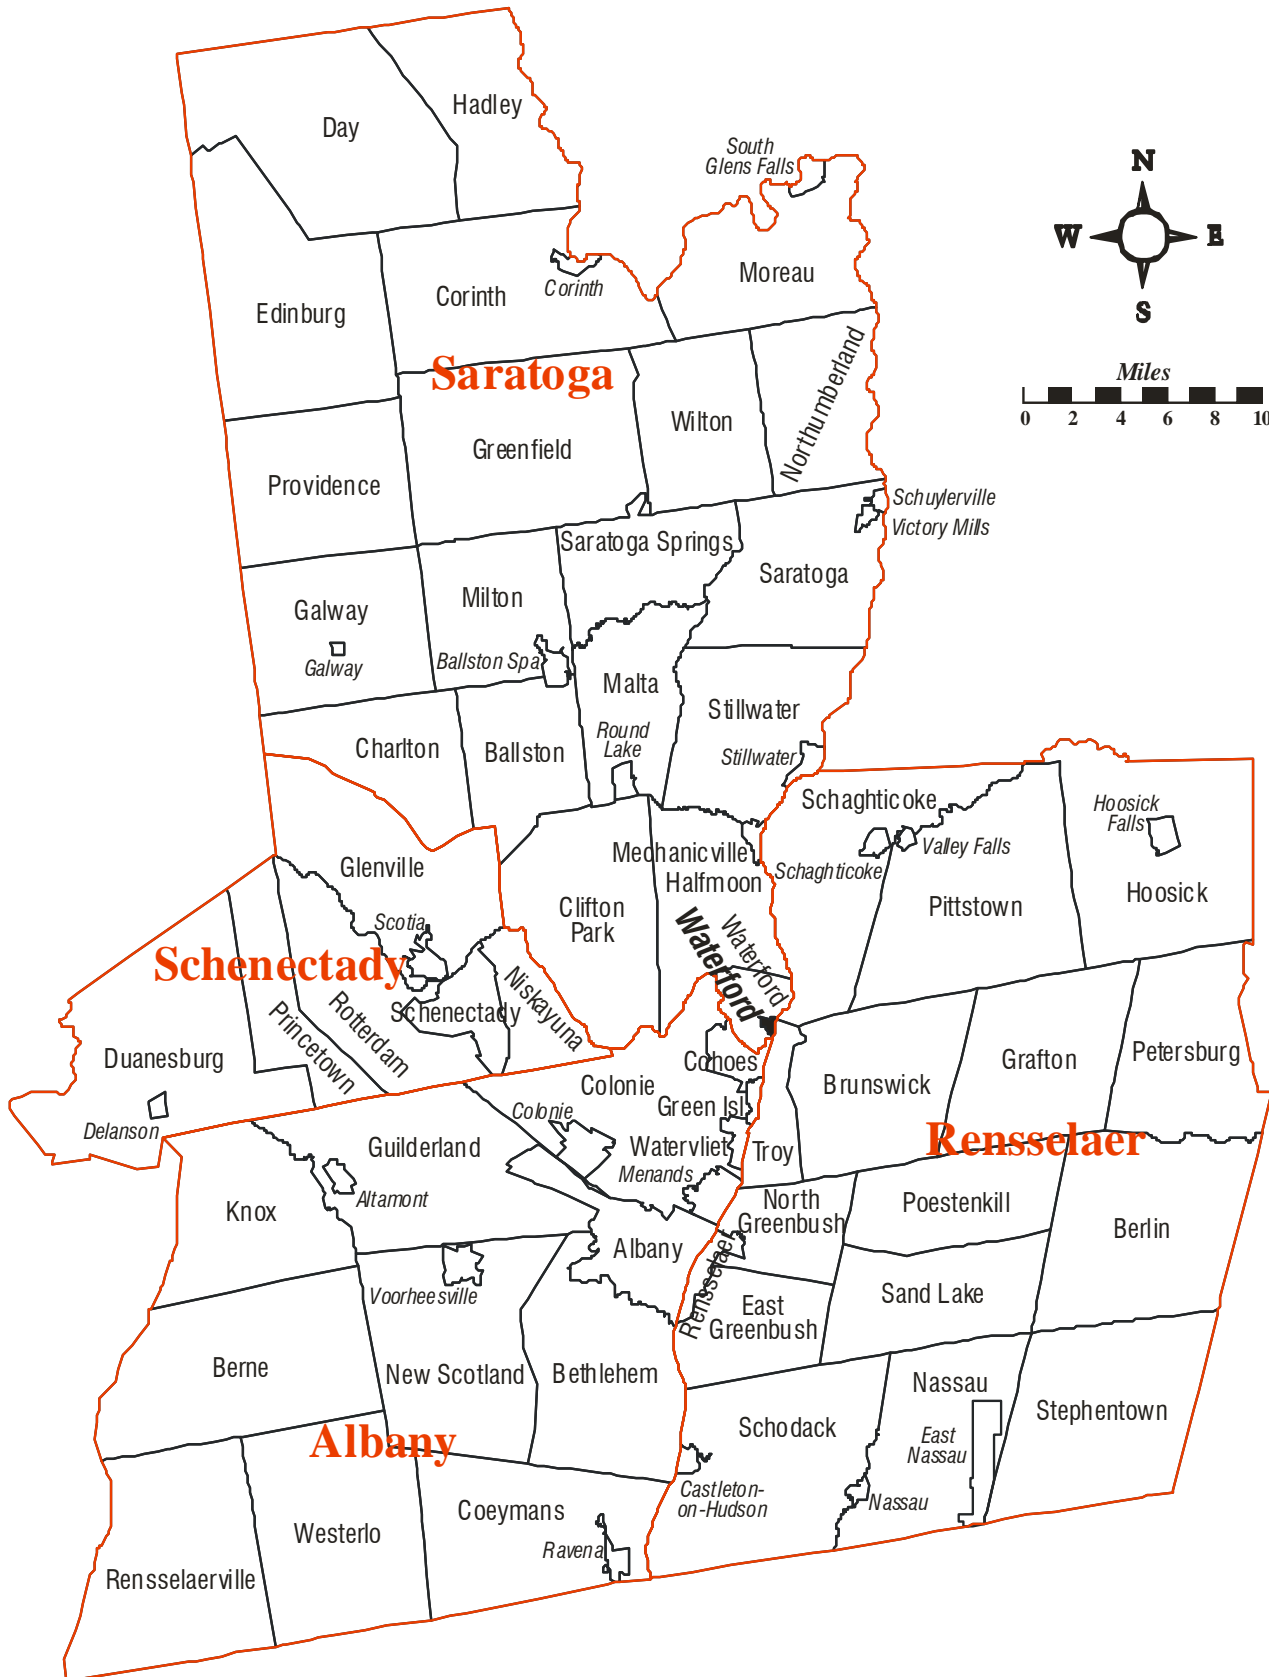 Hadley
Day
South
Glens Falls
N
W
E
S
Moreau
Corinth
Corinth
Edinburg
Miles
0 2 4 6 8 10
Saratoga
Northumberland
Wilton
Greenfield
Providence
Schuylerville
Victory Mills
Saratoga Springs
Saratoga
Milton
Galway
Galway
Ballston Spa
Malta
Stillwater
Round
Lake
Charlton
Ballston
Stillwater
Schaghticoke
Hoosick
Falls
Valley Falls
Mechanicville
Halfmoon
Schaghticoke
Glenville
Hoosick
Pittstown
Clifton
Park
Scotia
Waterford
Waterford
Schenectady
Niskayuna
Schenectady
Rotterdam
Princetown
Duanesburg
Cohoes
Colonie
Brunswick
Grafton
Petersburg
Green Isl
Colonie
Delanson
Rensselaer
Guilderland
Watervliet
Troy
Menands
Altamont
Knox
North
Greenbush
Poestenkill
Berlin
Albany
Rensselaer
Voorheesville
Sand Lake
East
Greenbush
Berne
New Scotland
Bethlehem
Nassau
Stephentown
Schodack
East
Nassau
Albany
Castleton-
on-Hudson
Nassau
Coeymans
Westerlo
Ravena
Rensselaerville